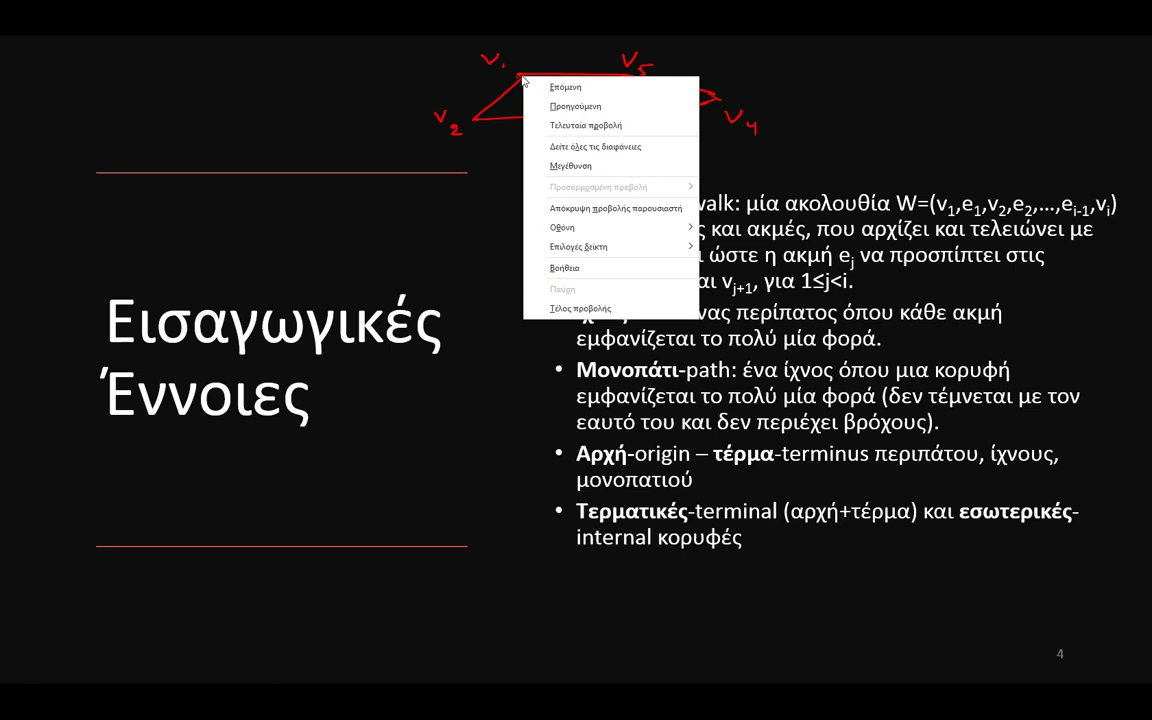 v1
v5
v2
v4
Επόμενη
Προηγούμενη
Τελευταία προβολή
Δείτε όλες τις διαφάνειες
Μεγέθυνση
Προσαρμοσμένη προβολή
Απόκρυψη προβολής παρουσιαστή
Οθόνη
Επιλογές δείκτη
Βοήθεια
Παύση
Τέλος προβολής
Εισαγωγικές
Έννοιες
walk: μία ακολουθία W=(v1,e1,v2,e2,…,ei-1,vi)
και ακμές, που αρχίζει και τελειώνει με
ώστε η ακμή ej να προσπίπτει στις
vj+1, για 1≤j<i.
περίπατος όπου κάθε ακμή
εμφανίζεται το πολύ μία φορά.
• Μονοπάτι-path: ένα ίχνος όπου μια κορυφή
εμφανίζεται το πολύ μία φορά (δεν τέμνεται με τον
εαυτό του και δεν περιέχει βρόχους).
• Αρχή-origin – τέρμα-terminus περιπάτου, ίχνους,
μονοπατιού
• Τερματικές-terminal (αρχή+τέρμα) και εσωτερικές-
internal κορυφές
4